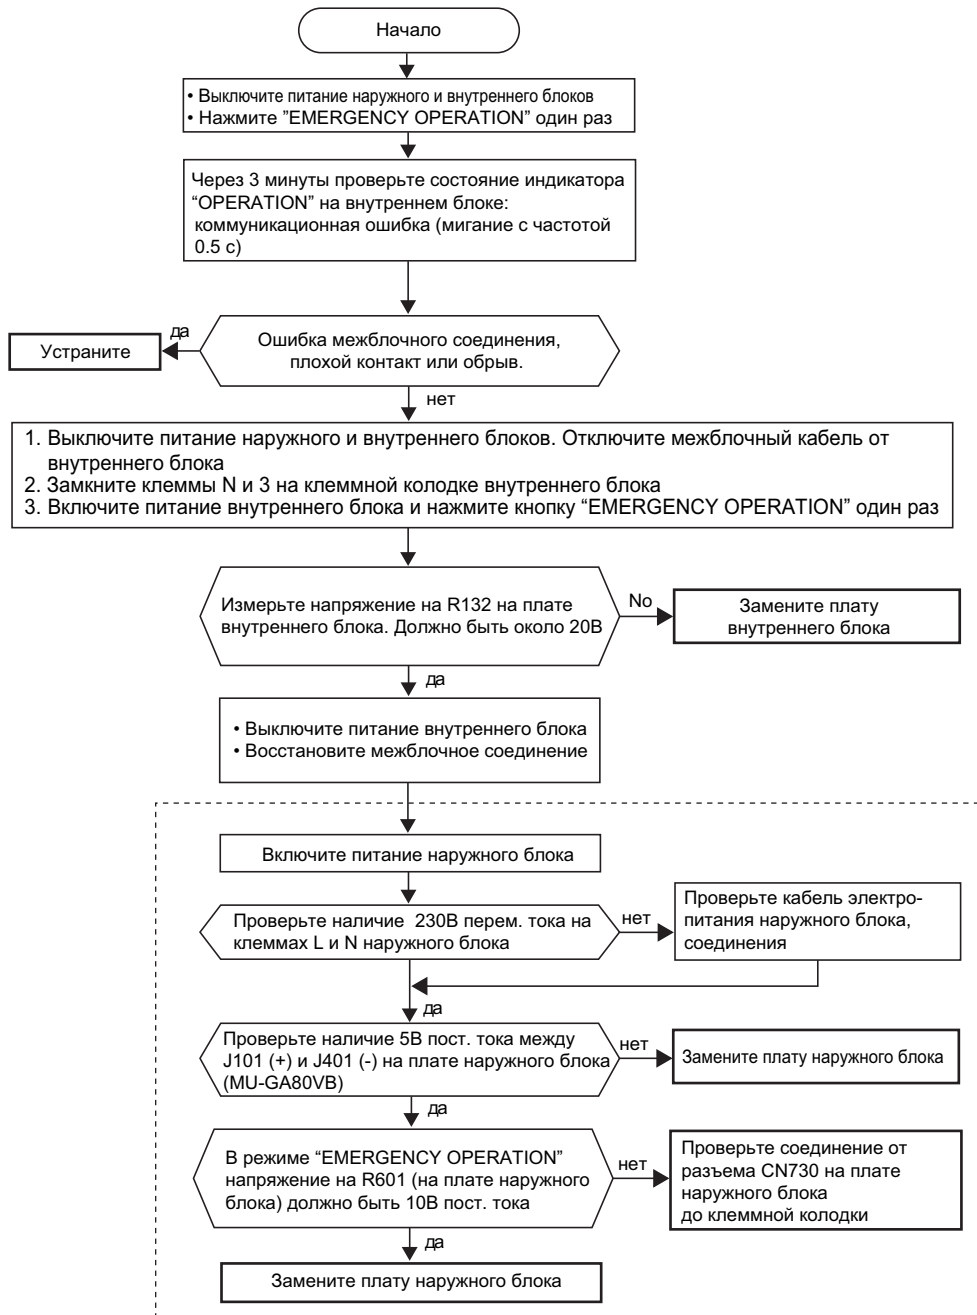 Начало
• Выключите питание наружного и внутреннего блоков
• Нажмите ”EMERGENCY OPERATION” один раз
Через 3 минуты проверьте состояние индикатора
“OPERATION” на внутреннем блоке:
коммуникационная ошибка (мигание с частотой
0.5 с)
Ошибка межблочного соединения,
плохой контакт или обрыв.
да
Устраните
нет
1. Выключите питание наружного и внутреннего блоков. Отключите межблочный кабель от
внутреннего блока
2. Замкните клеммы N и 3 на клеммной колодке внутреннего блока
3. Включите питание внутреннего блока и нажмите кнопку “EMERGENCY OPERATION” один раз
Измерьте напряжение на R132 на плате
внутреннего блока. Должно быть около 20В
No
Замените плату
внутреннего блока
да
• Выключите питание внутреннего блока
• Восстановите межблочное соединение
Включите питание наружного блока
Проверьте наличие 230В перем. тока на
клеммах L и N наружного блока
нет
Проверьте кабель электро-
питания наружного блока,
соединения
да
Проверьте наличие 5В пост. тока между
J101 (+) и J401 (-) на плате наружного блока
(MU-GA80VB)
нет
Замените плату наружного блока
да
В режиме “EMERGENCY OPERATION”
напряжение на R601 (на плате наружного
блока) должно быть 10В пост. тока
нет
Проверьте соединение от
разъема CN730 на плате
наружного блока
до клеммной колодки
да
Замените плату наружного блока